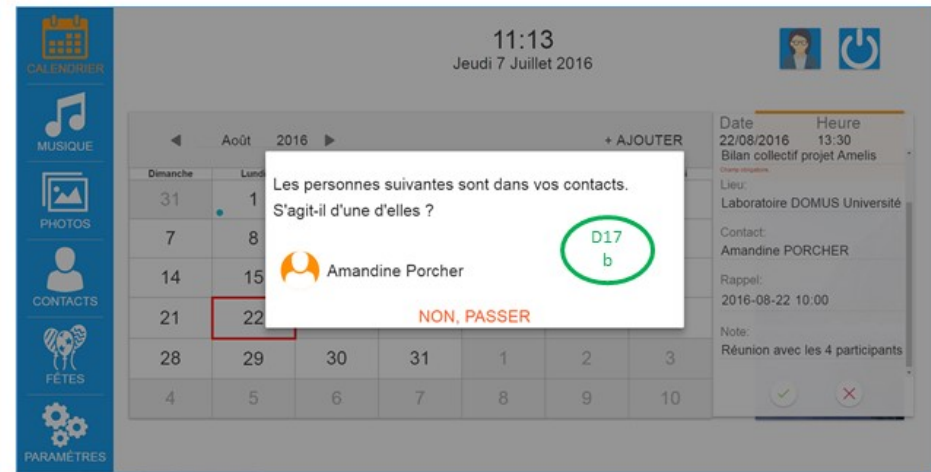 11:13
Jeudi 7 Juillet 2016
CALENDRIER
MUSIQUE
PHOTOS
CONTACTS
FÊTES
PARAMÈTRES
Août 2016 + AJOUTER
Dimanche
31 1
7 8
14 15
21 22
28 29 30 31 1 2 3
4 5 6 7 8 9 10
Les personnes suivantes sont dans vos contacts.
S'agit-il d'une d'elles ?
Amandine Porcher
D17
b
NON, PASSER
Date Heure
22/08/2016 13:30
Bilan collectif projet Amelis
Champ obligatoire.
Lieu:
Laboratoire DOMUS Université
Contact:
Amandine PORCHER
Rappel:
2016-08-22 10:00
Note:
Réunion avec les 4 participants